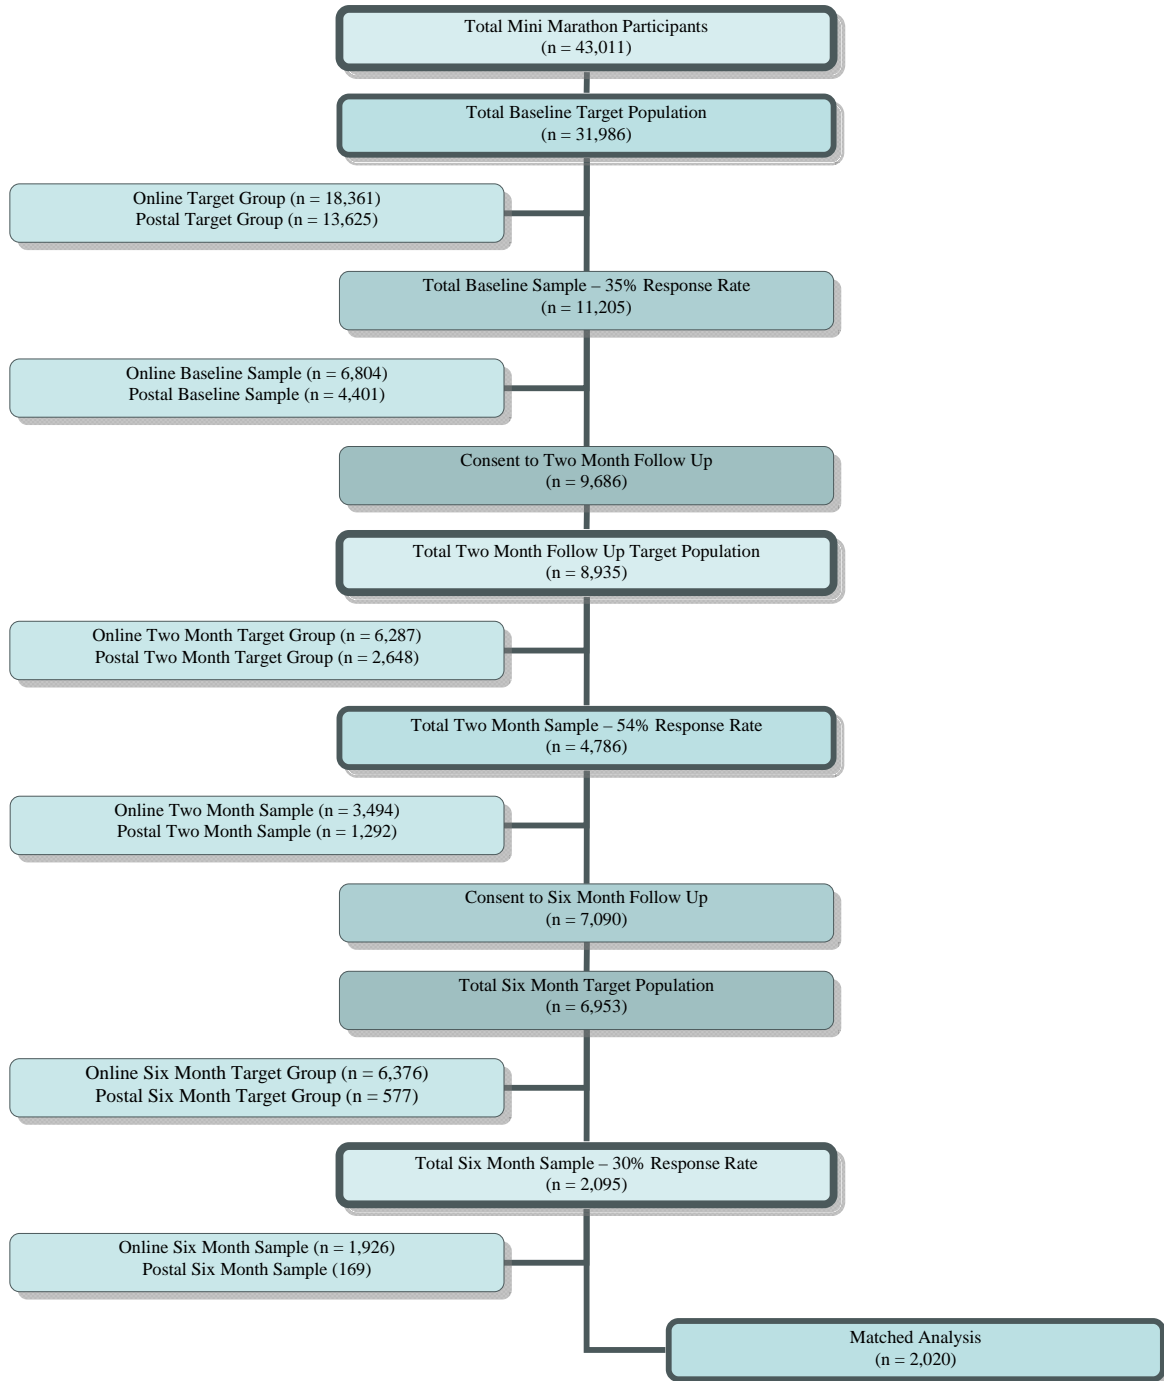 Total Mini Marathon Participants
(n = 43,011)
Total Baseline Target Population
(n = 31,986)
Online Target Group (n = 18,361)
Postal Target Group (n = 13,625)
Total Baseline Sample – 35% Response Rate
(n = 11,205)
Online Baseline Sample (n = 6,804)
Postal Baseline Sample (n = 4,401)
Consent to Two Month Follow Up
(n = 9,686)
Total Two Month Follow Up Target Population
(n = 8,935)
Online Two Month Target Group (n = 6,287)
Postal Two Month Target Group (n = 2,648)
Total Two Month Sample – 54% Response Rate
(n = 4,786)
Online Two Month Sample (n = 3,494)
Postal Two Month Sample (n = 1,292)
Consent to Six Month Follow Up
(n = 7,090)
Total Six Month Target Population
(n = 6,953)
Online Six Month Target Group (n = 6,376)
Postal Six Month Target Group (n = 577)
Total Six Month Sample – 30% Response Rate
(n = 2,095)
Online Six Month Sample (n = 1,926)
Postal Six Month Sample (169)
Matched Analysis
(n = 2,020)